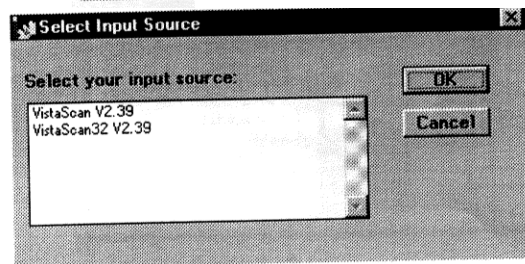 Select Input Source
Select your input source:
VistaScan V2.39
VistaScan32 V2.39
OK
Cancel